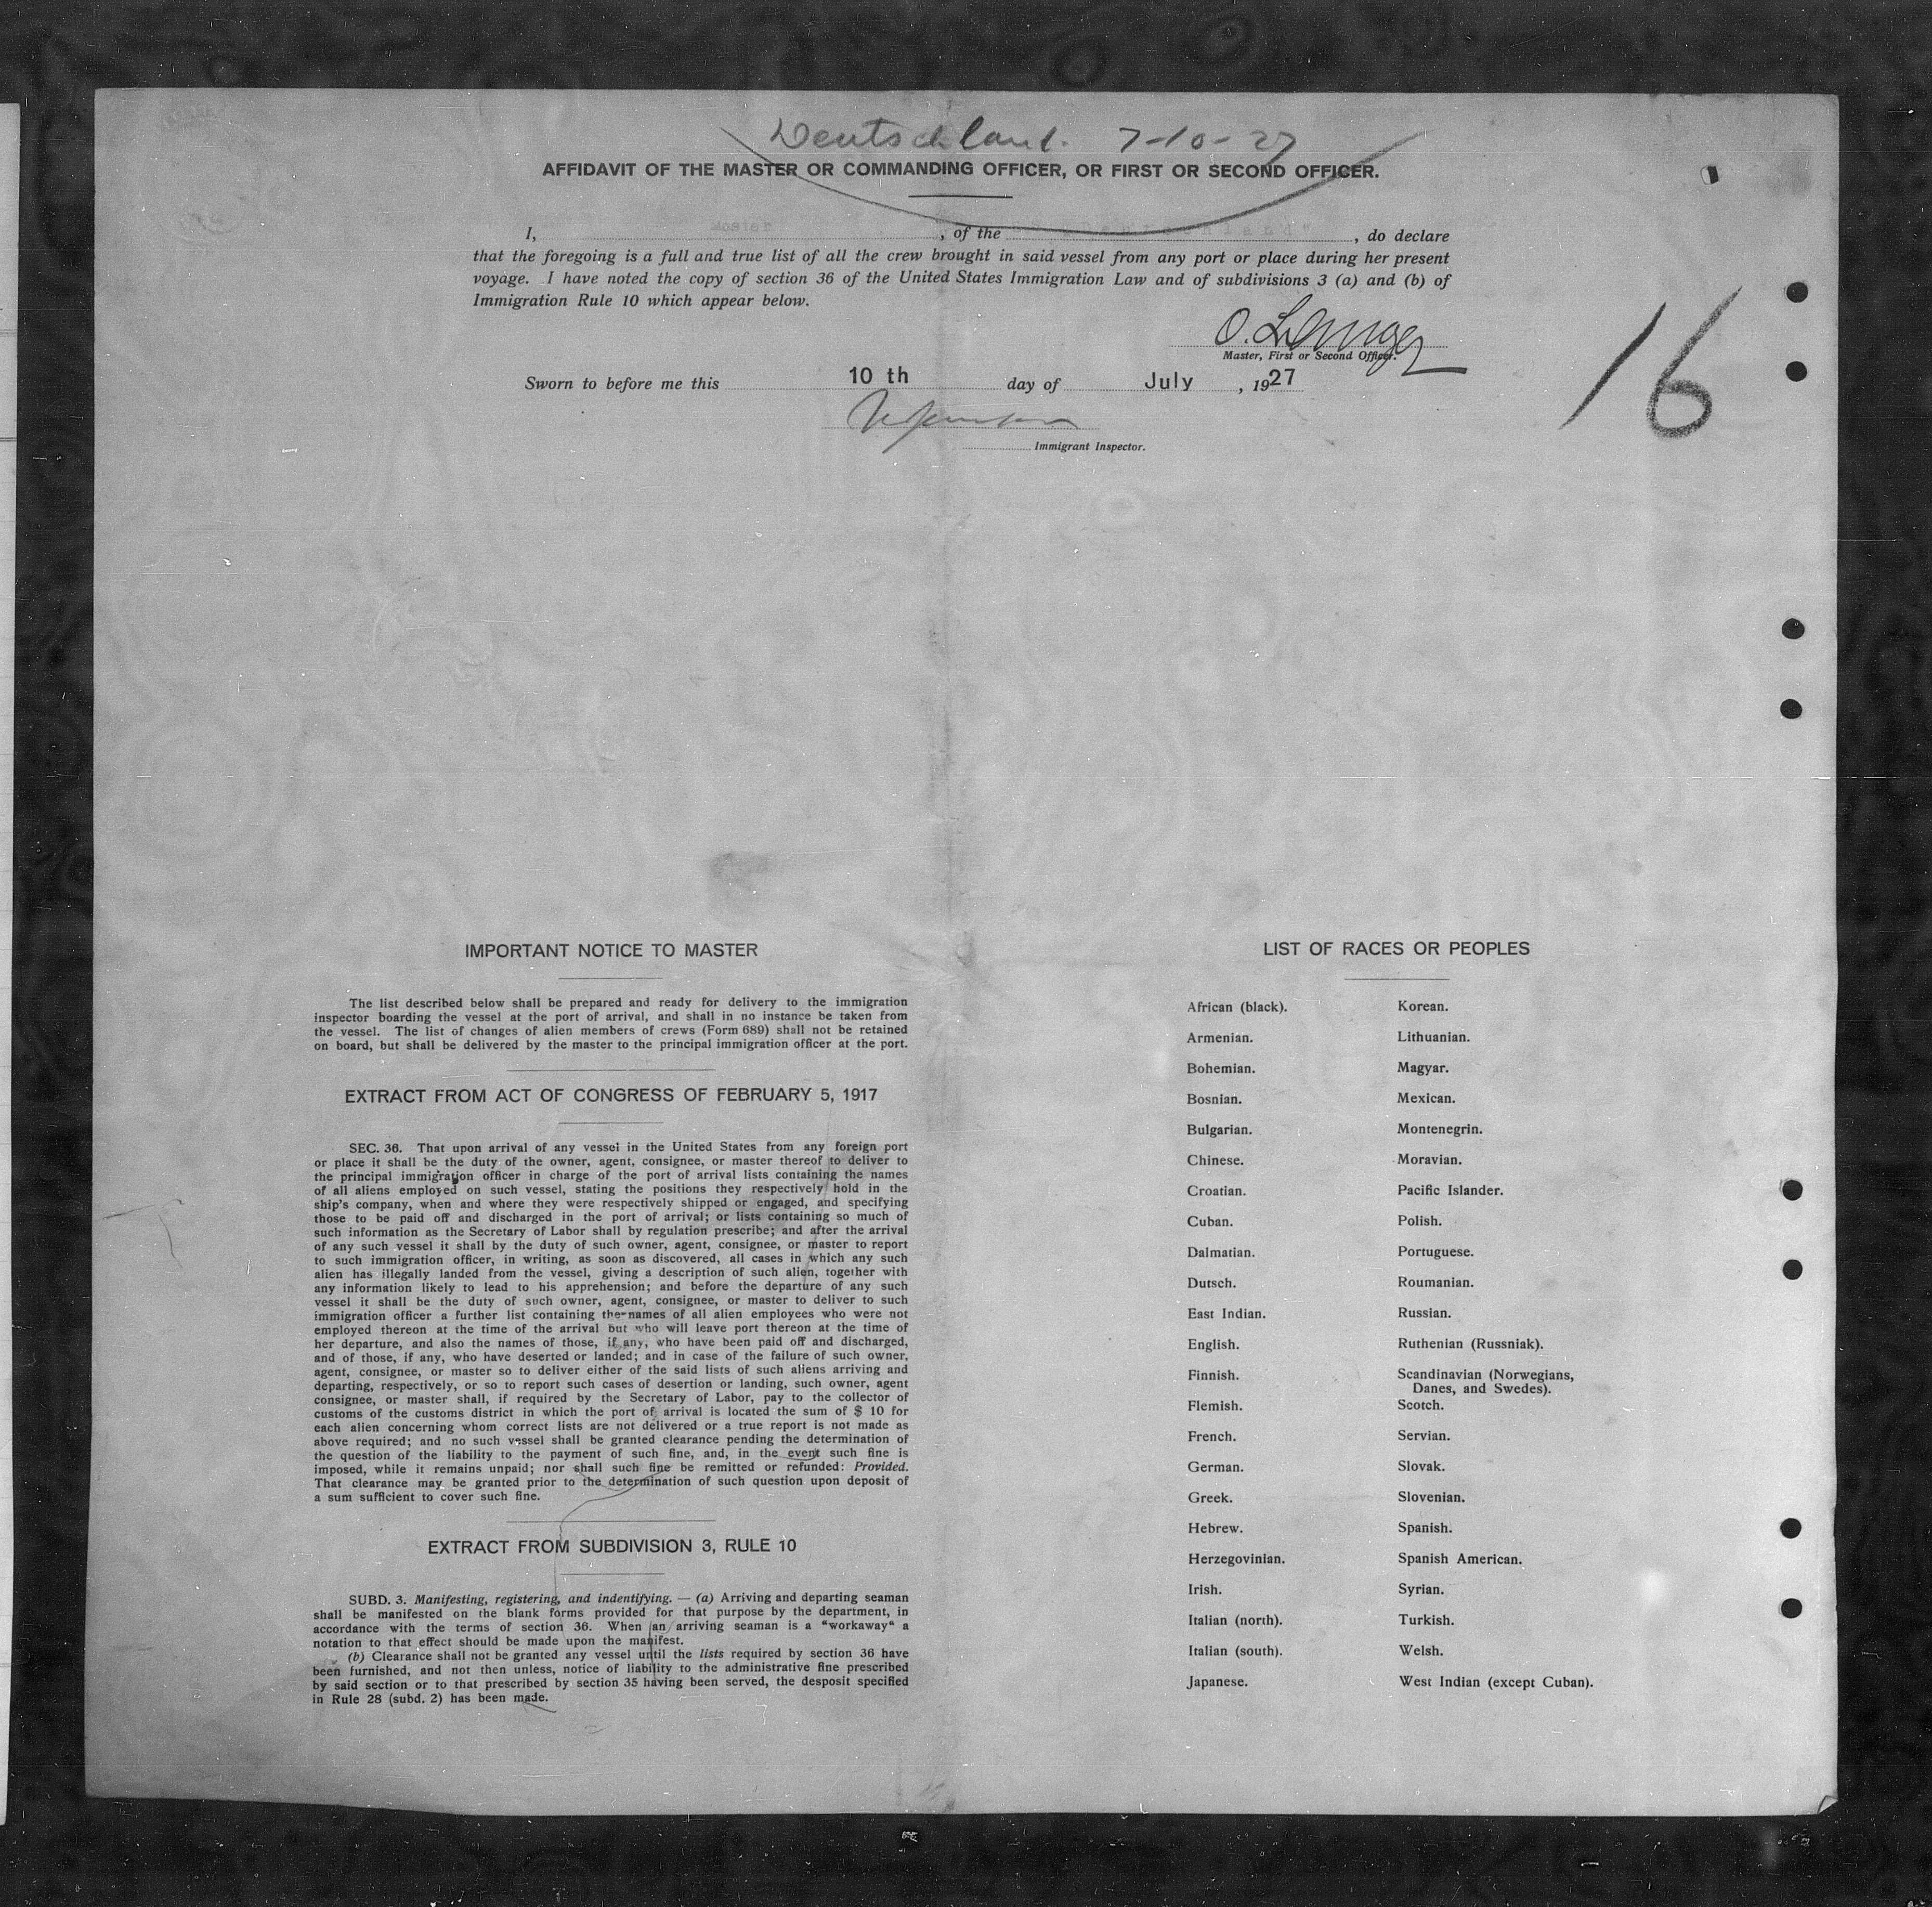 Deutschland. 7-10-27
AFFIDAVIT OF THE MASTER OR COMMANDING OFFICER, OR FIRST OR SECOND OFFICER.
I, , of the , do declare
that the foregoing is a full and true list of all the crew brought in said vessel from any port or place during her present
voyage. I have noted the copy of section 36 of the United States Immigration Law and of subdivisions 3 (a) and (b) of
Immigration Rule 10 which appear below.
O.
Master, First or Second Officer.
Sworn to before me this 10 th day of July , 1927
Immigrant Inspector.
16
IMPORTANT NOTICE TO MASTER
The list described below shall be prepared and ready for delivery to the immigration
inspector boarding the vessel at the port of arrival, and shall in no instance be taken from
the vessel. The list of changes of alien members of crews (Form 689) shall not be retained
on board, but shall be delivered by the master to the principal immigration officer at the port.
EXTRACT FROM ACT OF CONGRESS OF FEBRUARY 5, 1917
SEC. 36. That upon arrival of any vessel in the United States from any foreign port
or place it shall be the duty of the owner, agent, consignee, or master thereof to deliver to
the principal immigration officer in charge of the port of arrival lists containing the names
of all aliens employed on such vessel, stating the positions they respectively hold in the
ship's company, when and where they were respectively shipped or engaged, and specifying
those to be paid off and discharged in the port of arrival; or lists containing so much of
such information as the Secretary of Labor shall by regulation prescribe; and after the arrival
of any such vessel it shall by the duty of such owner, agent, consignee, or master to report
to such immigration officer, in writing, as soon as discovered, all cases in which any such
alien has illegally landed from the vessel, giving a description of such alien, together with
any information likely to lead to his apprehension; and before the departure of any such
vessel it shall be the duty of such owner, agent, consignee, or master to deliver to such
immigration officer a further list containing the names of all alien employees who were not
employed thereon at the time of the arrival but who will leave port thereon at the time of
her departure, and also the names of those, if any, who have been paid off and discharged,
and of those, if any, who have deserted or landed; and in case of the failure of such owner,
agent, consignee, or master so to deliver either of the said lists of such aliens arriving and
departing, respectively, or so to report such cases of desertion or landing, such owner, agent
consignee, or master shall, if required by the Secretary of Labor, pay to the collector of
customs of the customs district in which the port of arrival is located the sum of $ 10 for
each alien concerning whom correct lists are not delivered or a true report is not made as
above required; and no such vessel shall be granted clearance pending the determination of
the question of the liability to the payment of such fine, and, in the event such fine is
imposed, while it remains unpaid; nor shall such fine be remitted or refunded: Provided.
That clearance may be granted prior to the determination of such question upon deposit of
a sum sufficient to cover such fine.
EXTRACT FROM SUBDIVISION 3, RULE 10
SUBD. 3. Manifesting, registering, and indentifying. — (a) Arriving and departing seaman
shall be manifested on the blank forms provided for that purpose by the department, in
accordance with the terms of section 36. When an arriving seaman is a “workaway“ a
notation to that effect should be made upon the manifest.
(b) Clearance shall not be granted any vessel until the lists required by section 36 have
been furnished, and not then unless, notice of liability to the administrative fine prescribed
by said section or to that prescribed by section 35 having been served, the desposit specified
in Rule 28 (subd. 2) has been made.
LIST OF RACES OR PEOPLES
African (black). Korean.
Armenian. Lithuanian.
Bohemian. Magyar.
Bosnian. Mexican.
Bulgarian. Montenegrin.
Chinese. Moravian.
Croatian. Pacific Islander.
Cuban. Polish.
Dalmatian. Portuguese.
Dutsch. Roumanian.
East Indian. Russian.
English. Ruthenian (Russniak).
Finnish. Scandinavian (Norwegians,
Danes, and Swedes).
Flemish. Scotch.
French. Servian.
German. Slovak.
Greek. Slovenian.
Hebrew. Spanish.
Herzegovinian. Spanish American.
Irish. Syrian.
Italian (north). Turkish.
Italian (south). Welsh.
Japanese. West Indian (except Cuban).